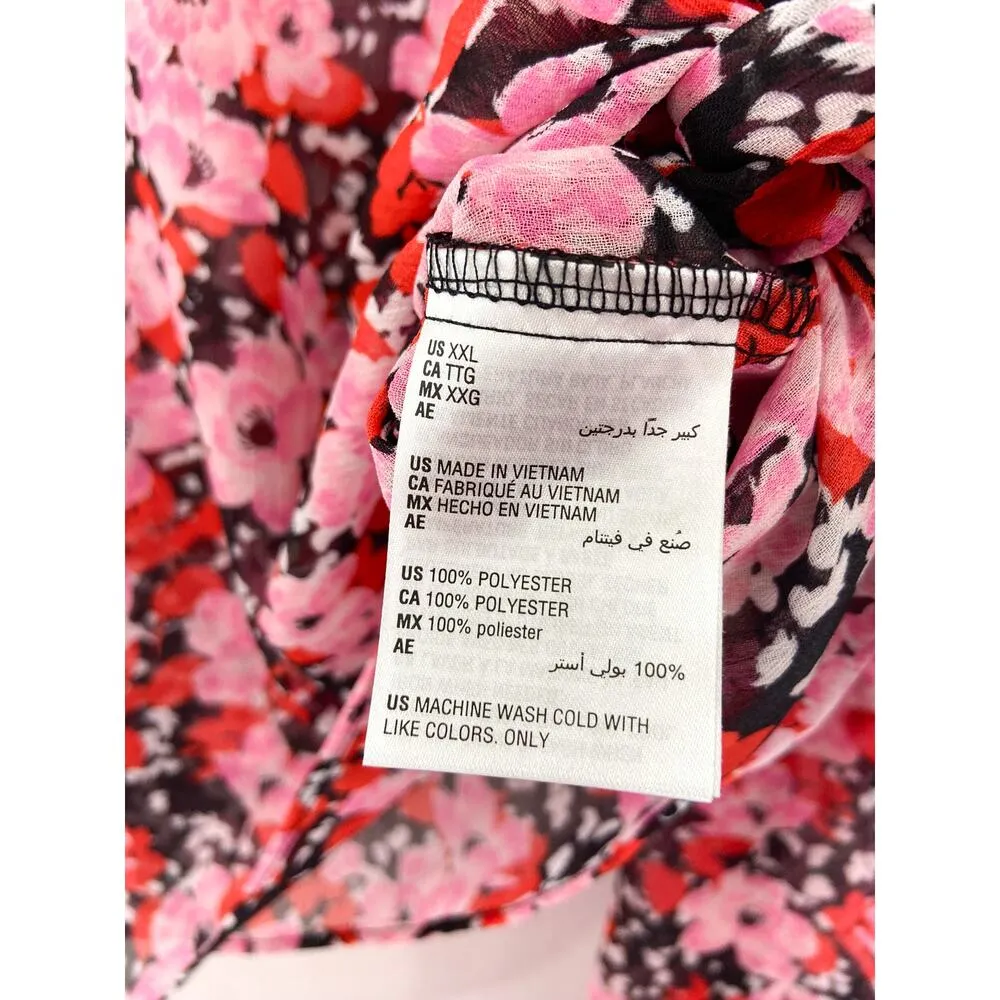 US XXL
CA TTG
MX XXG
AE
كبير جدًا بدرجتين
US MADE IN VIETNAM
CA FABRIQUÉ AU VIETNAM
MX HECHO EN VIETNAM
AE
صُنع في فيتنام
US 100% POLYESTER
CA 100% POLYESTER
MX 100% poliester
AE
100% بولي أستر
US MACHINE WASH COLD WITH
LIKE COLORS. ONLY